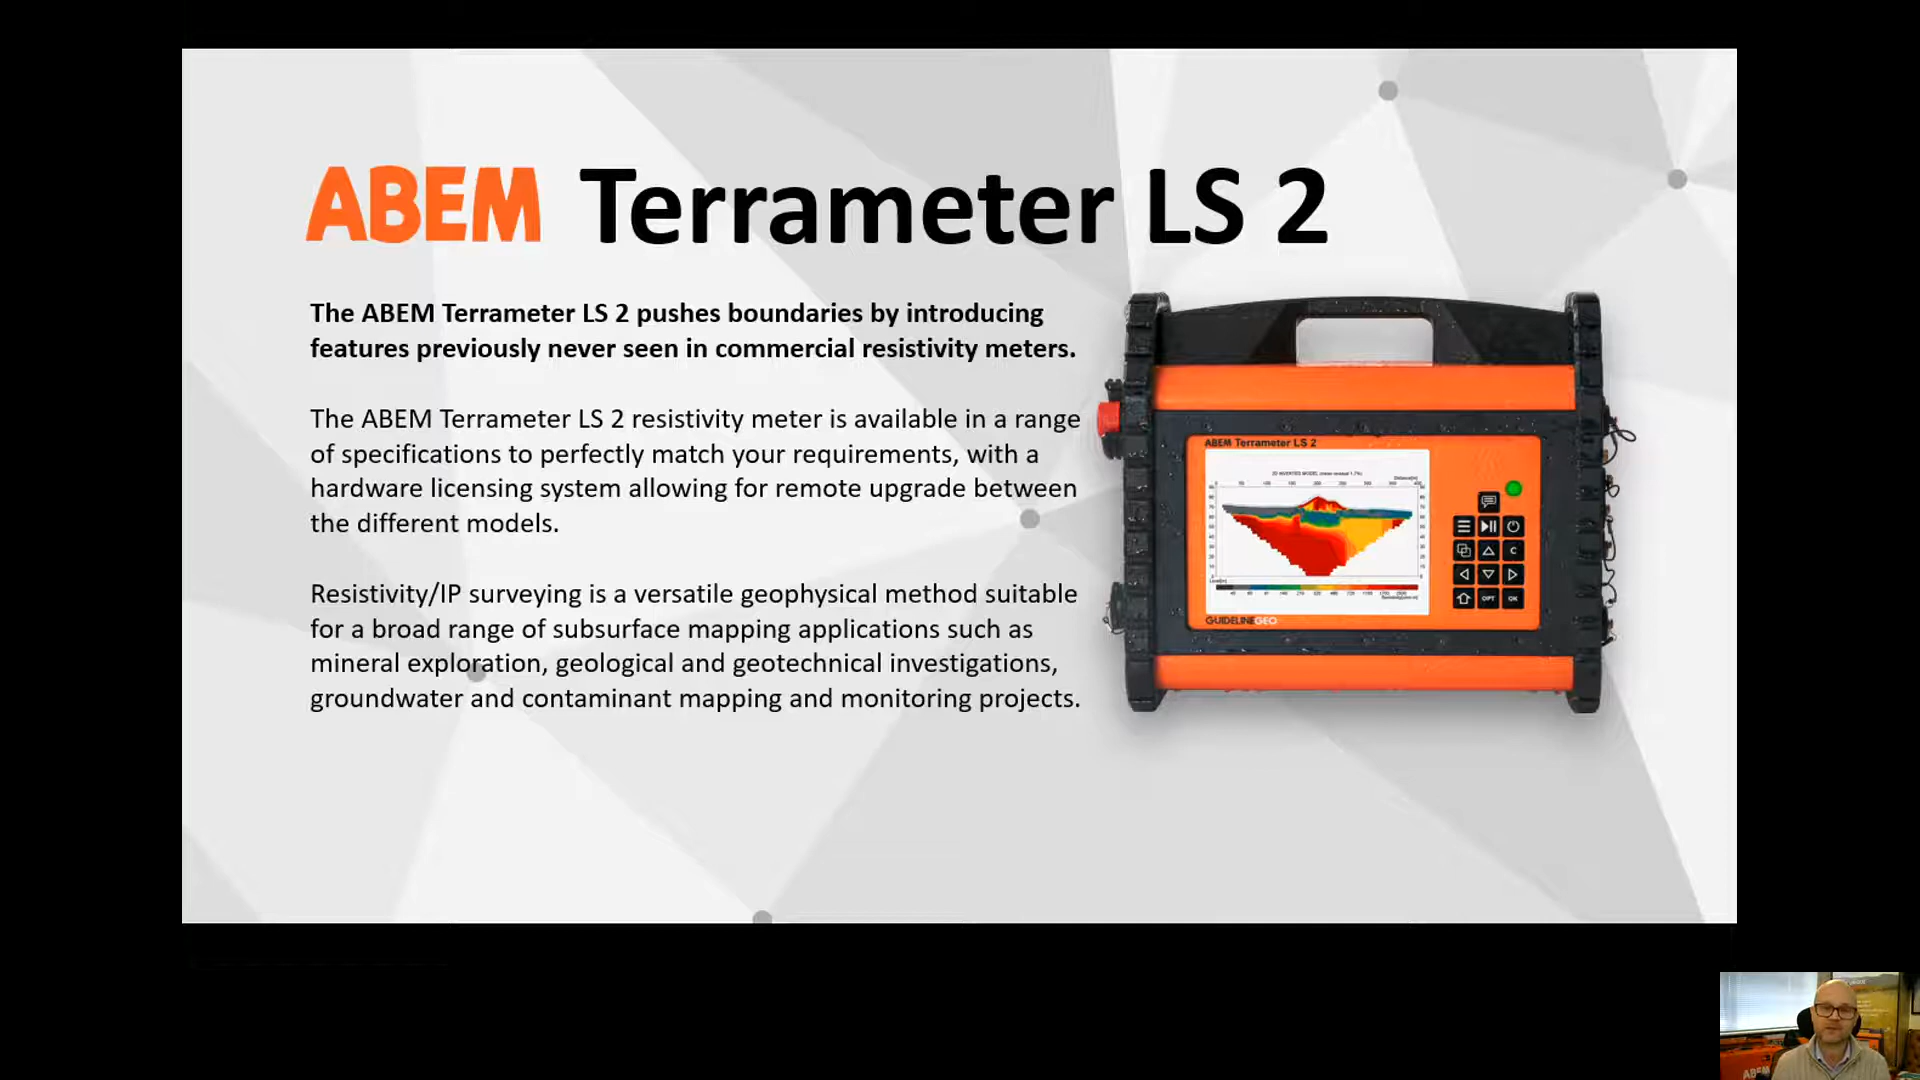 ABEM Terrameter LS 2
The ABEM Terrameter LS 2 pushes boundaries by introducing
features previously never seen in commercial resistivity meters.
The ABEM Terrameter LS 2 resistivity meter is available in a range
of specifications to perfectly match your requirements, with a
hardware licensing system allowing for remote upgrade between
the different models.
Resistivity/IP surveying is a versatile geophysical method suitable
for a broad range of subsurface mapping applications such as
mineral exploration, geological and geotechnical investigations,
groundwater and contaminant mapping and monitoring projects.
ABEM Terrameter LS 2
C
OPT
OK
GUIDELINEGEO
ABEM